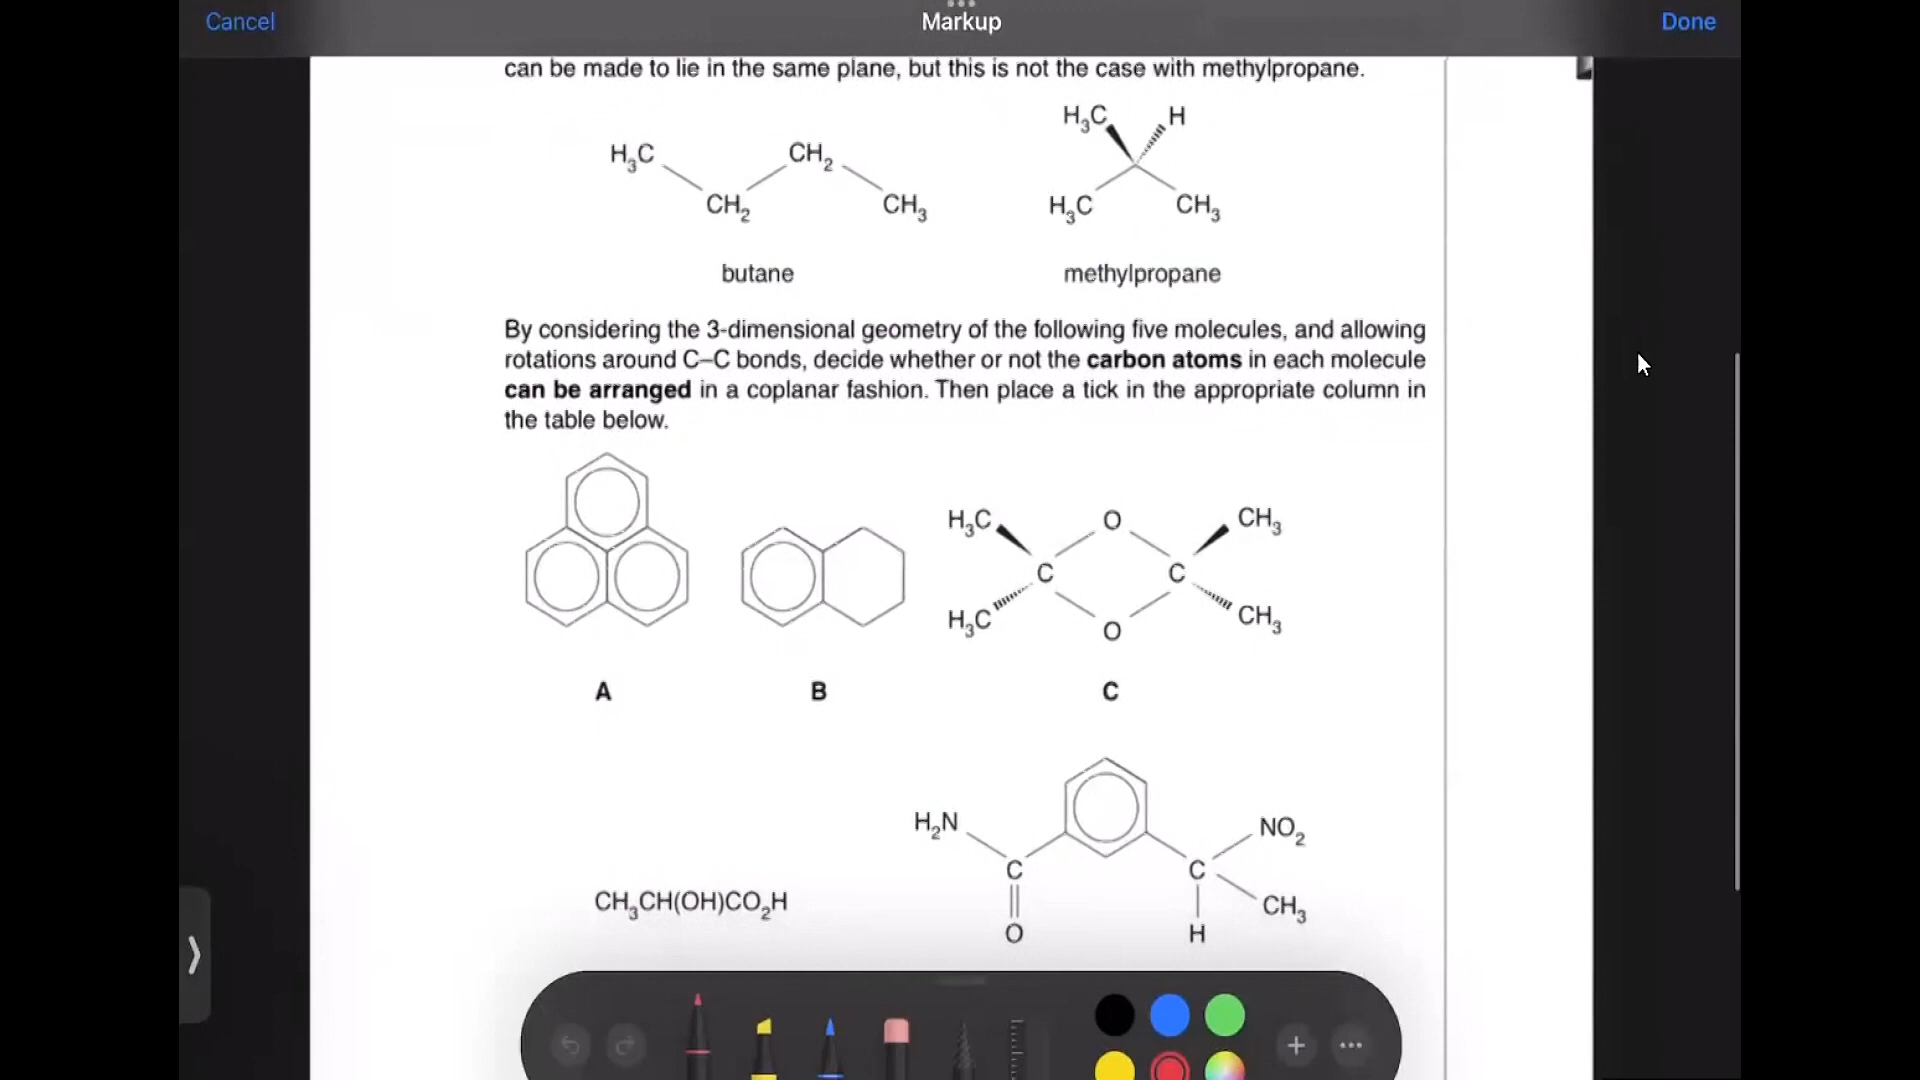 Cancel
Markup
Done
can be made to lie in the same plane, but this is not the case with methylpropane.
H₃C CH₂ CH₂ CH₃
H₃C H H₃C CH₃
butane
methylpropane
By considering the 3-dimensional geometry of the following five molecules, and allowing
rotations around C–C bonds, decide whether or not the carbon atoms in each molecule
can be arranged in a coplanar fashion. Then place a tick in the appropriate column in
the table below.
H₃C O CH₃
C C
H₃C O CH₃
A
B
C
H₂N NO₂
C C
CH₃CH(OH)CO₂H
CH₃
O H